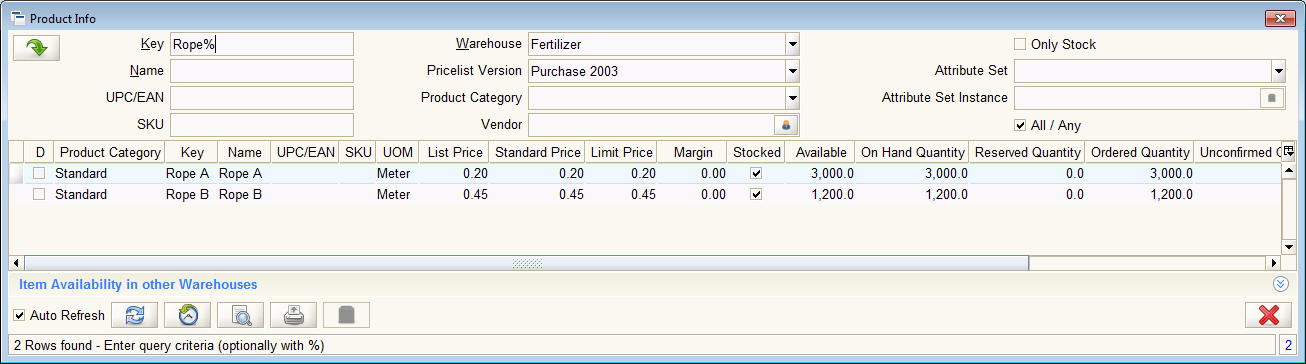 Product Info
Key Rope% Warehouse Fertilizer Only Stock
Name Pricelist Version Purchase 2003 Attribute Set
UPC/EAN Product Category Attribute Set Instance
SKU Vendor All / Any
D Product Category Key Name UPC/EAN SKU UOM List Price Standard Price Limit Price Margin Stocked Available On Hand Quantity Reserved Quantity Ordered Quantity Unconfirmed
Standard Rope A Rope A Meter 0.20 0.20 0.20 0.00 3,000.0 3,000.0 0.0 3,000.0
Standard Rope B Rope B Meter 0.45 0.45 0.45 0.00 1,200.0 1,200.0 0.0 1,200.0
Item Availability in other Warehouses
Auto Refresh
2 Rows found - Enter query criteria (optionally with %) 2